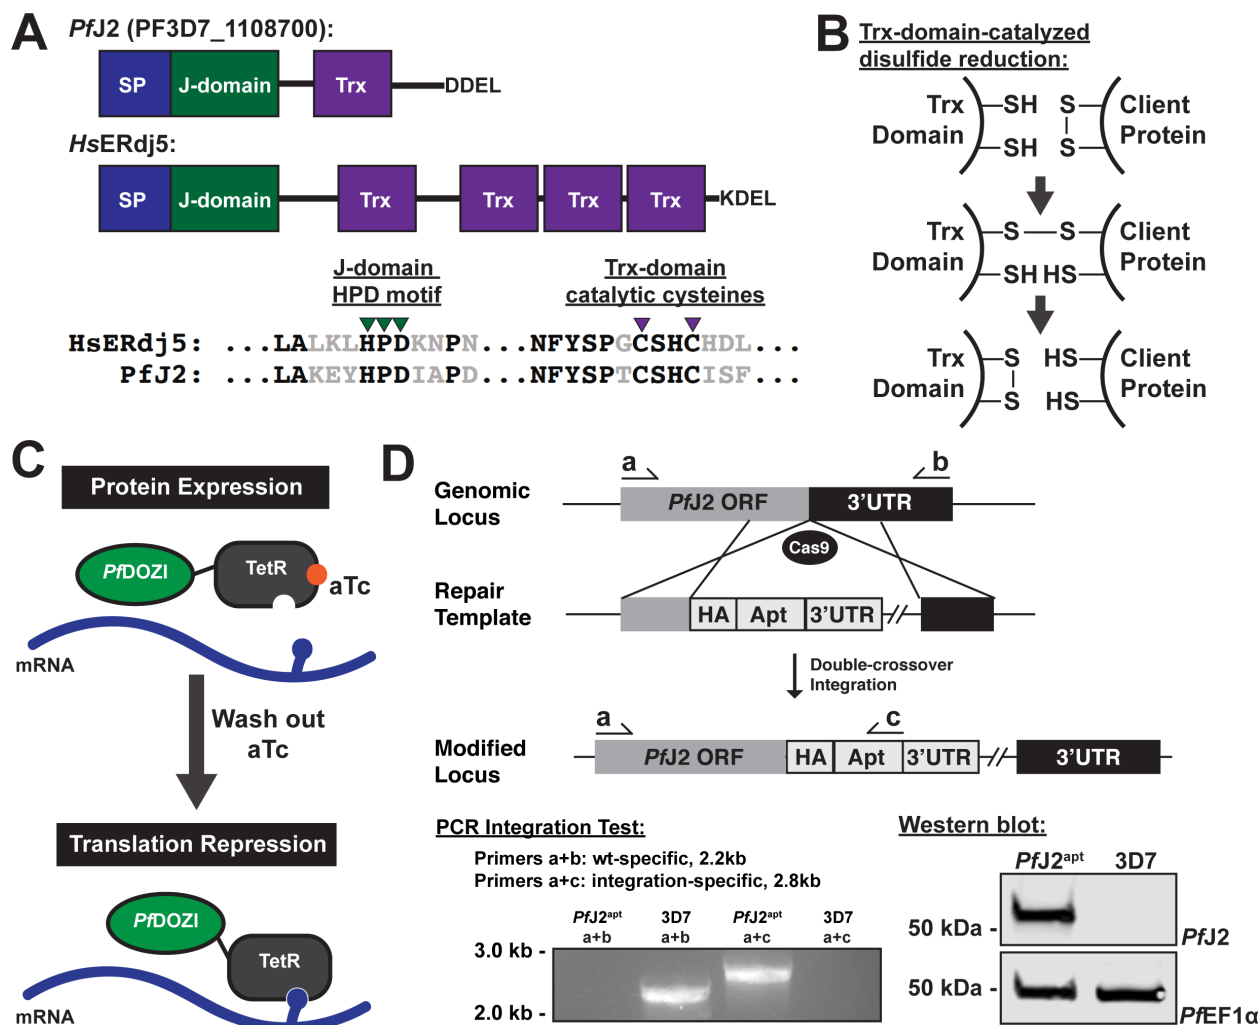 A
PfJ2 (PF3D7_1108700):
SP J-domain Trx DDEL
HsERdj5:
SP J-domain Trx Trx Trx Trx KDEL
J-domain
HPD motif
Trx-domain
catalytic cysteines
HsERdj5: ...LALKLHPDKNPN...NFYSPGCSHCHDL...
PfJ2: ...LAKEYHPDIAPD...NFYSPTCSHCISF...
B
Trx-domain-catalyzed
disulfide reduction:
Trx
Domain
SH S
SH S
Client
Protein
Trx
Domain
S S
SH HS
Client
Protein
Trx
Domain
S HS
S HS
Client
Protein
C
Protein Expression
PfDOZI TetR aTc
mRNA
Wash out
aTc
Translation Repression
PfDOZI
TetR
mRNA
D
a b
Genomic
Locus
PfJ2 ORF 3'UTR
Cas9
Repair
Template
HA Apt 3'UTR
Double-crossover
Integration
a c
Modified
Locus
PfJ2 ORF HA Apt 3'UTR 3'UTR
PCR Integration Test:
Primers a+b: wt-specific, 2.2kb
Primers a+c: integration-specific, 2.8kb
PfJ2apt 3D7 PfJ2apt 3D7
a+b a+b a+c a+c
3.0 kb -
2.0 kb -
Western blot:
PfJ2apt 3D7
50 kDa -
PfJ2
50 kDa -
PfEF1α